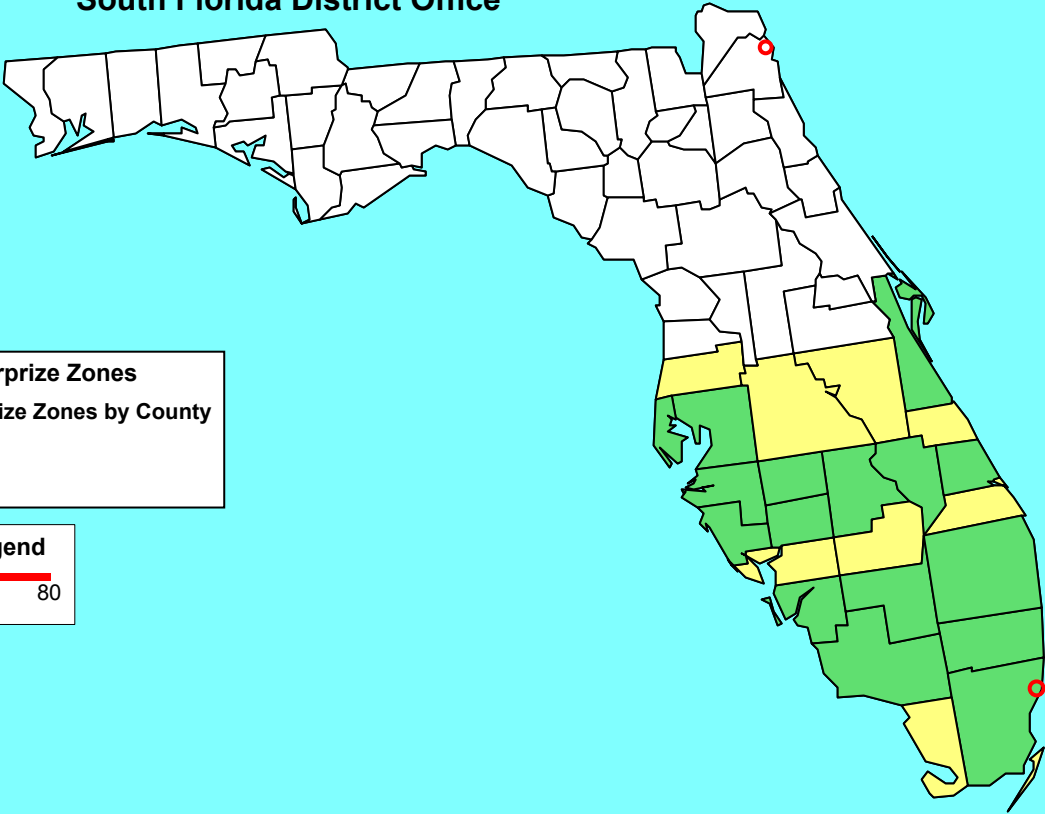 South Florida District Office
rprize Zones
ize Zones by County
gend
80